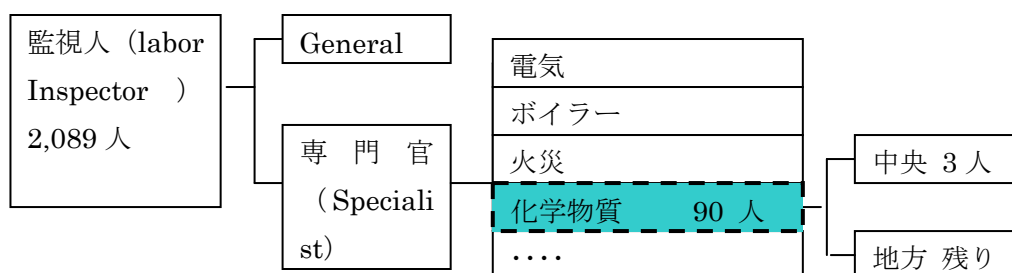 監視人（labor
Inspector ）
2,089 人
General
専門官
（Speciali
st）
電気
ボイラー
火災
化学物質 90 人
‥‥
中央 3 人
地方 残り